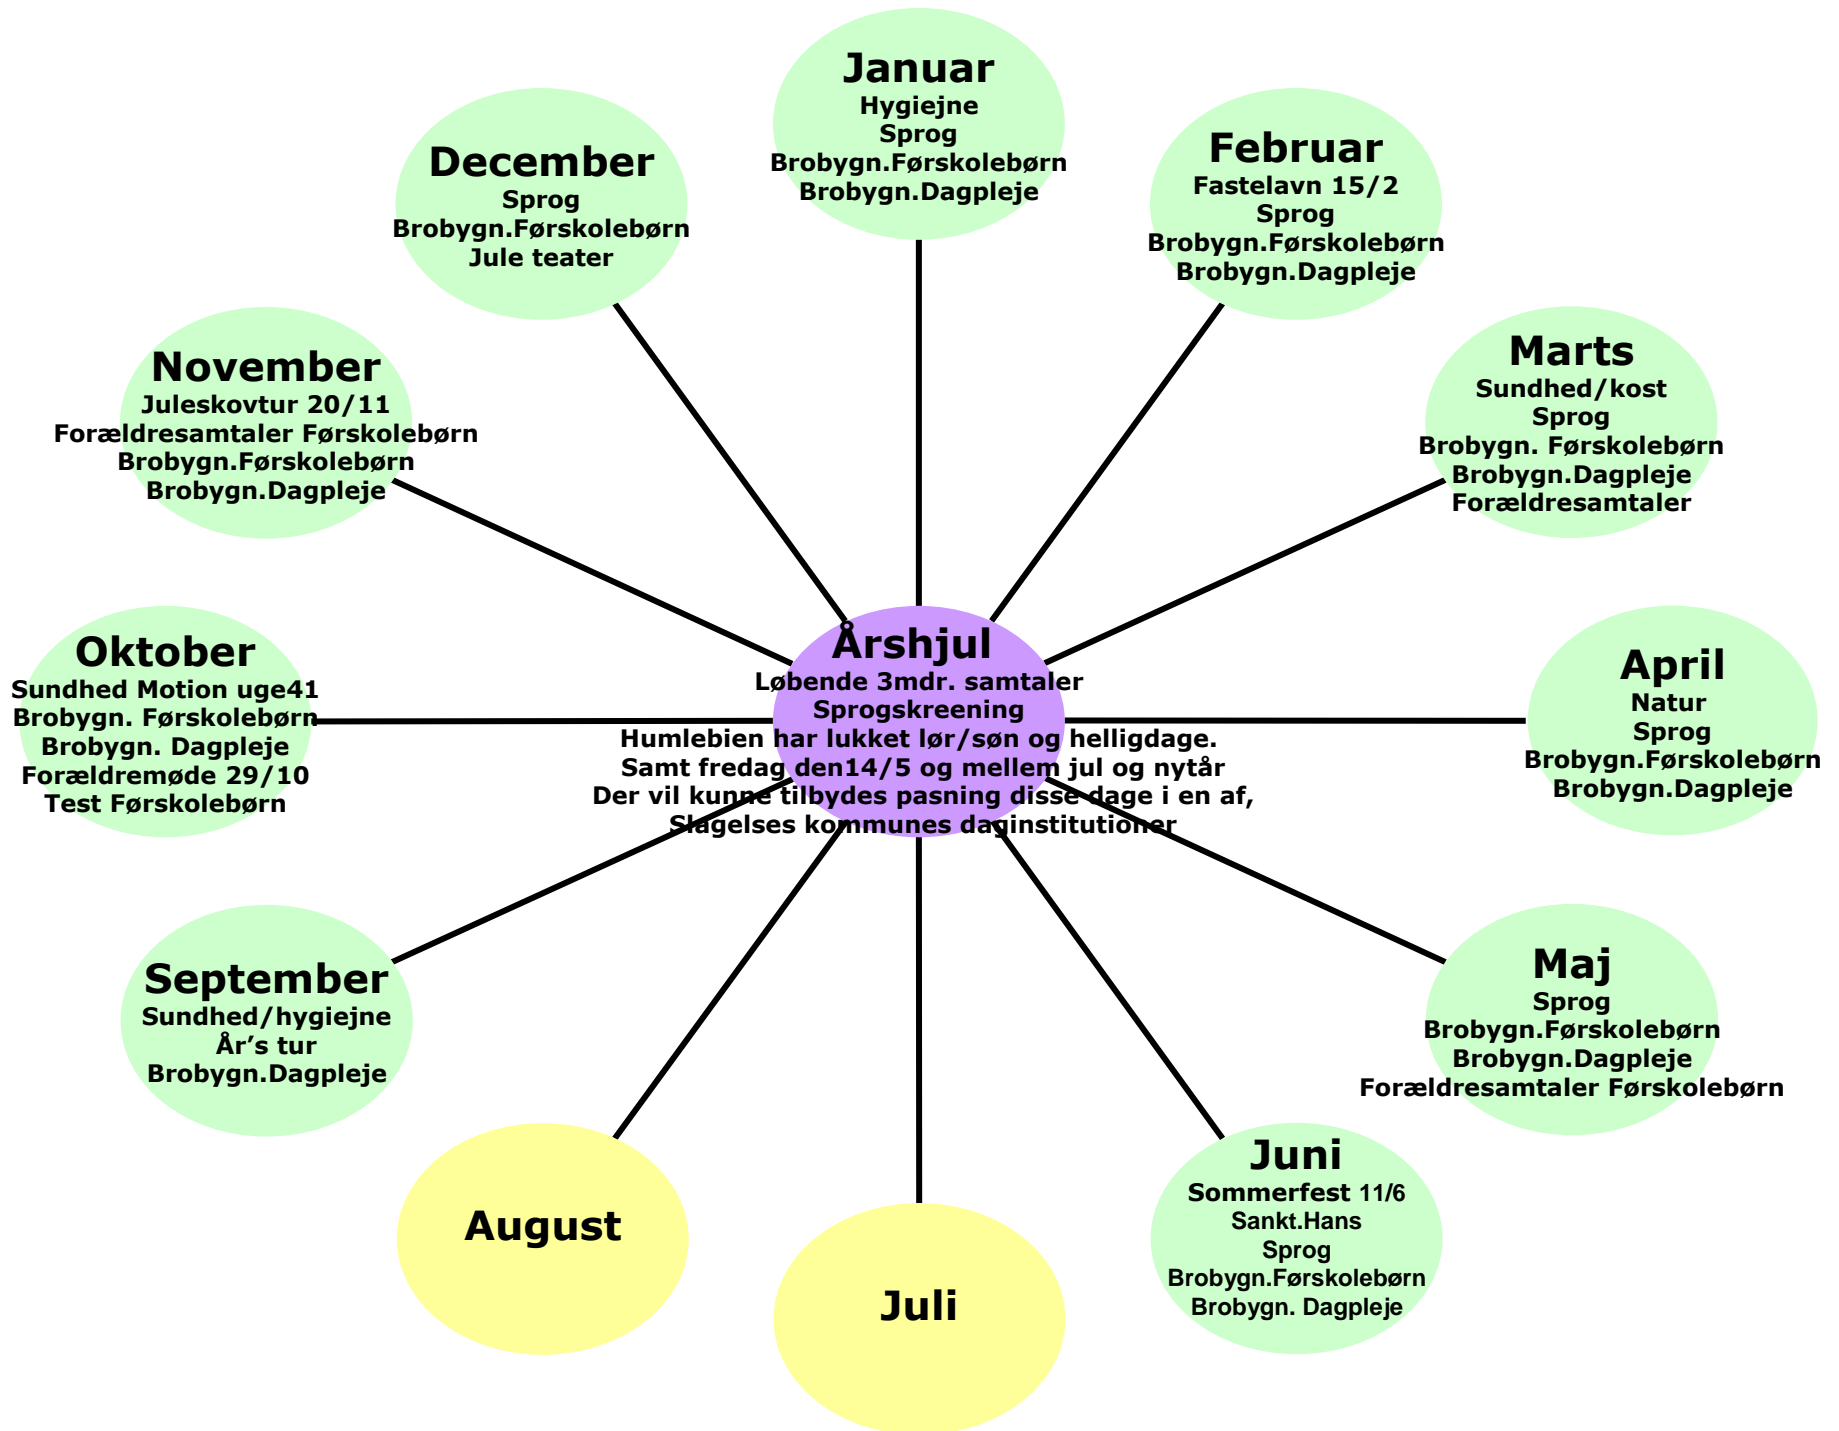 Januar
Hygiejne
Sprog
Brobygn.Førskolebørn
Brobygn.Dagpleje
Februar
Fastelavn 15/2
Sprog
Brobygn.Førskolebørn
Brobygn.Dagpleje
Marts
Sundhed/kost
Sprog
Brobygn. Førskolebørn
Brobygn.Dagpleje
Forældresamtaler
April
Natur
Sprog
Brobygn.Førskolebørn
Brobygn.Dagpleje
Maj
Sprog
Brobygn.Førskolebørn
Brobygn.Dagpleje
Forældresamtaler Førskolebørn
Juni
Sommerfest 11/6
Sankt.Hans
Sprog
Brobygn.Førskolebørn
Brobygn. Dagpleje
Juli
August
September
Sundhed/hygiejne
År’s tur
Brobygn.Dagpleje
Oktober
Sundhed Motion uge41
Brobygn. Førskolebørn
Brobygn. Dagpleje
Forældremøde 29/10
Test Førskolebørn
November
Juleskovtur 20/11
Forældresamtaler Førskolebørn
Brobygn.Førskolebørn
Brobygn.Dagpleje
December
Sprog
Brobygn.Førskolebørn
Jule teater
Årshjul
Løbende 3mdr. samtaler
Sprogskreening
Humlebien har lukket lør/søn og helligdage.
Samt fredag den14/5 og mellem jul og nytår
Der vil kunne tilbydes pasning disse dage i en af,
Slagelses kommunes daginstitutioner